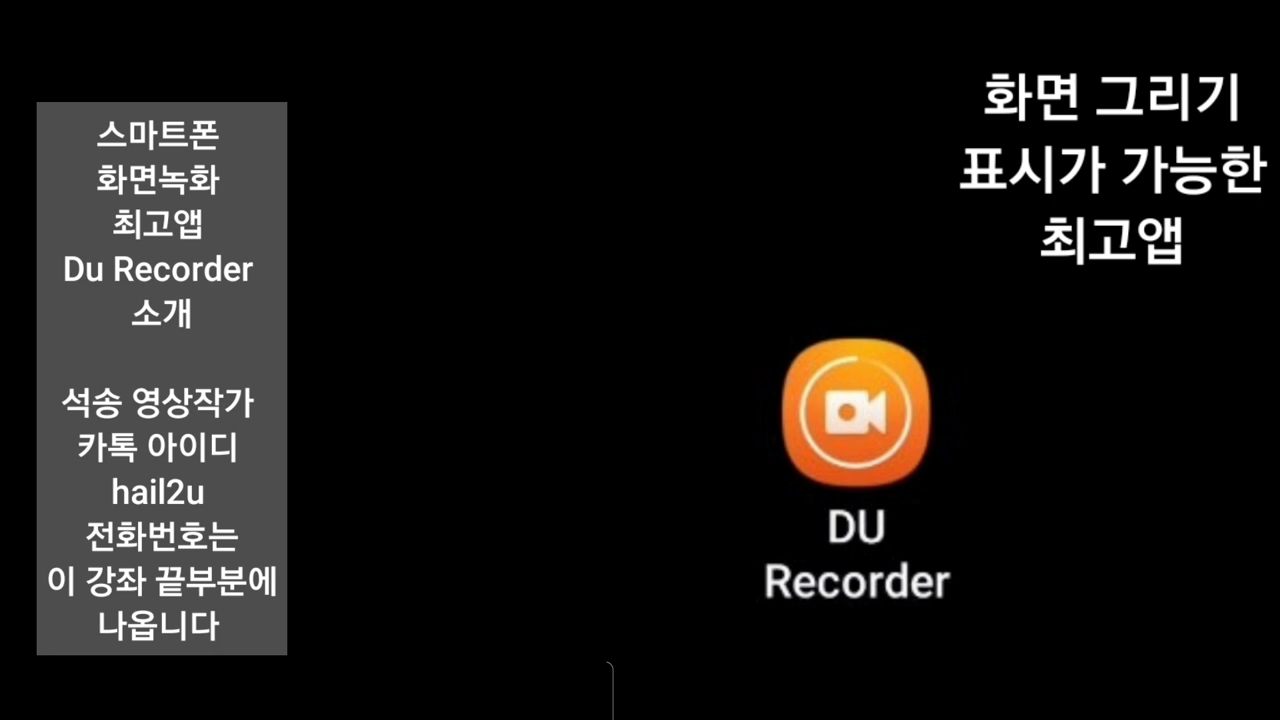 스마트폰
화면녹화
최고앱
Du Recorder
소개
석송 영상작가
카톡 아이디
hail2u
전화번호는
이 강좌 끝부분에
나옵니다
화면 그리기
표시가 가능한
최고앱
DU
Recorder